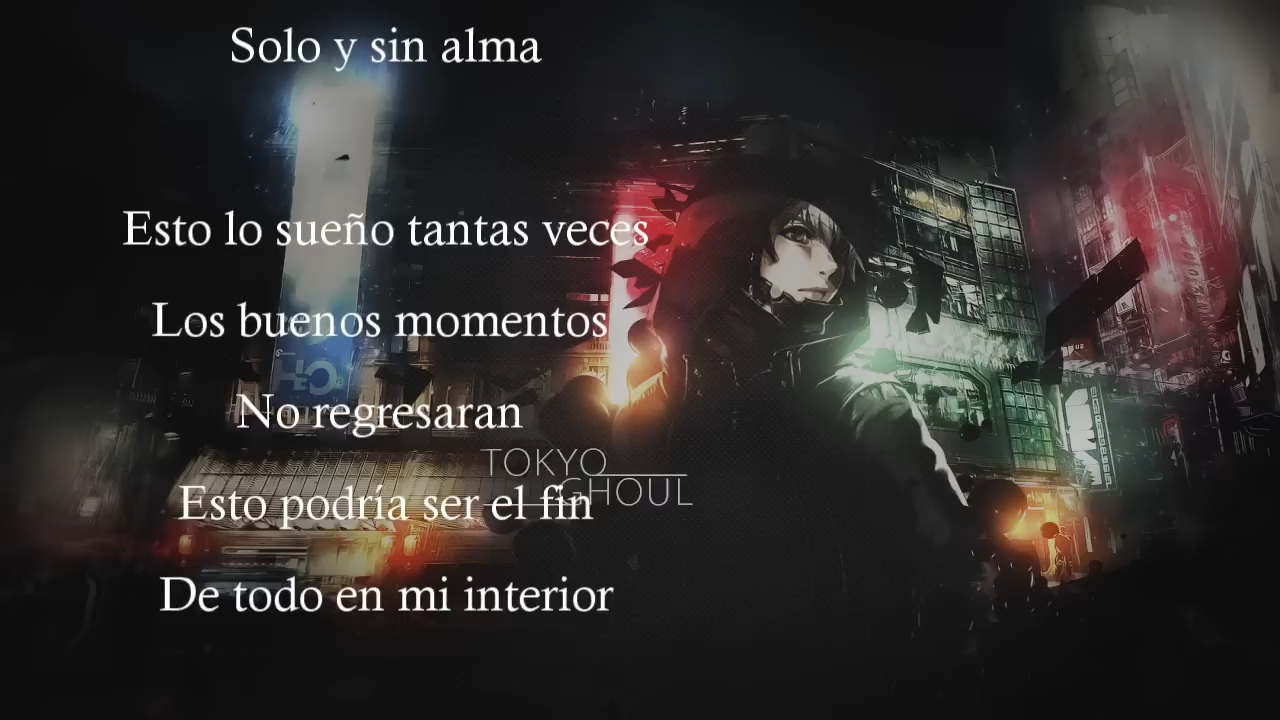 Solo y sin alma
Esto lo sueño tantas veces
Los buenos momentos
No regresaran
TOKYO
GHOUL
Esto podría ser el fin
De todo en mi interior